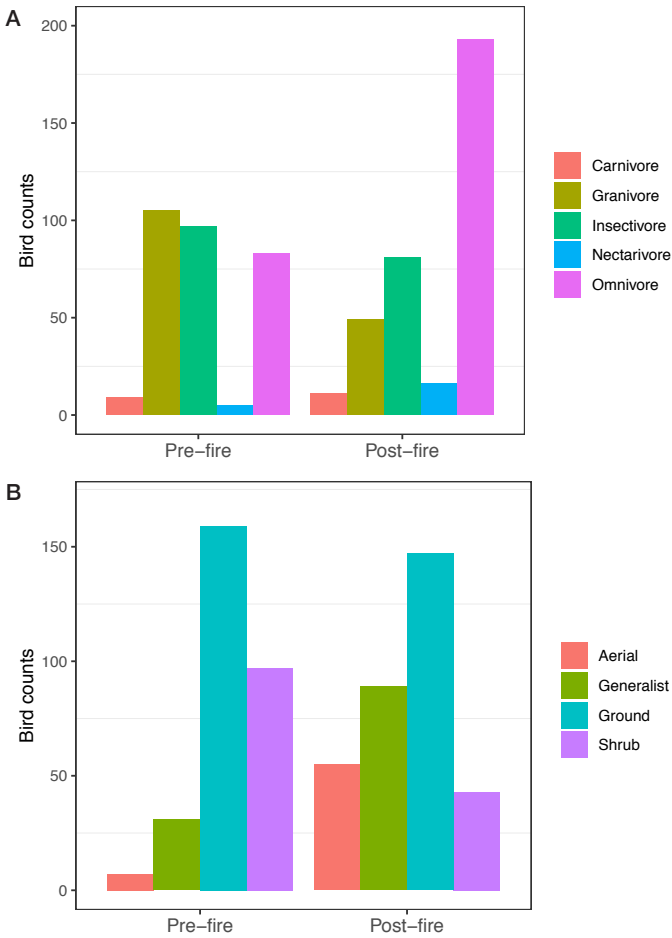 A
Bird counts
200
150
100
50
0
Pre−fire
Post−fire
Carnivore
Granivore
Insectivore
Nectarivore
Omnivore
B
Bird counts
150
100
50
0
Pre−fire
Post−fire
Aerial
Generalist
Ground
Shrub